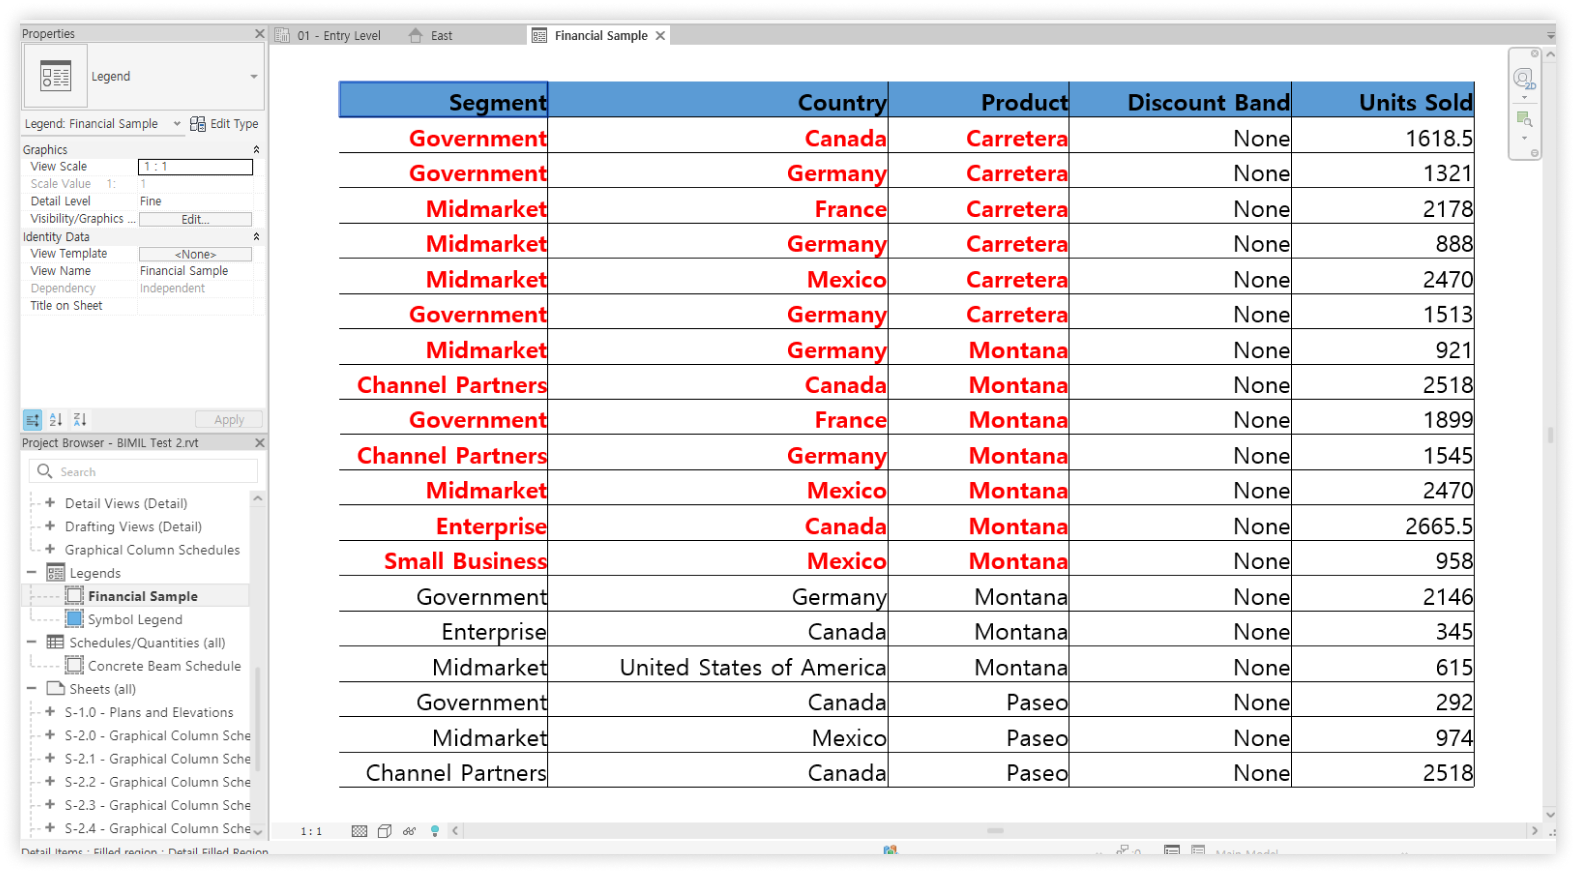 Properties
Legend
Legend: Financial Sample
Edit Type
Graphics
View Scale 1 : 1
Scale Value 1: 1
Detail Level Fine
Visibility/Graphics ... Edit...
Identity Data
View Template <None>
View Name Financial Sample
Dependency Independent
Title on Sheet
Apply
Project Browser - BIMIL Test 2.rvt
Search
Detail Views (Detail)
Drafting Views (Detail)
Graphical Column Schedules
Legends
Financial Sample
Symbol Legend
Schedules/Quantities (all)
Concrete Beam Schedule
Sheets (all)
S-1.0 - Plans and Elevations
S-2.0 - Graphical Column Sche
S-2.1 - Graphical Column Sche
S-2.2 - Graphical Column Sche
S-2.3 - Graphical Column Sche
S-2.4 - Graphical Column Sche
01 - Entry Level East Financial Sample
2D
Segment Country Product Discount Band Units Sold
Government Canada Carretera None 1618.5
Government Germany Carretera None 1321
Midmarket France Carretera None 2178
Midmarket Germany Carretera None 888
Midmarket Mexico Carretera None 2470
Government Germany Carretera None 1513
Midmarket Germany Montana None 921
Channel Partners Canada Montana None 2518
Government France Montana None 1899
Channel Partners Germany Montana None 1545
Midmarket Mexico Montana None 2470
Enterprise Canada Montana None 2665.5
Small Business Mexico Montana None 958
Government Germany Montana None 2146
Enterprise Canada Montana None 345
Midmarket United States of America Montana None 615
Government Canada Paseo None 292
Midmarket Mexico Paseo None 974
Channel Partners Canada Paseo None 2518
1 : 1
Detail Items : Filled region : Detail Filled Region
:0
Main Model